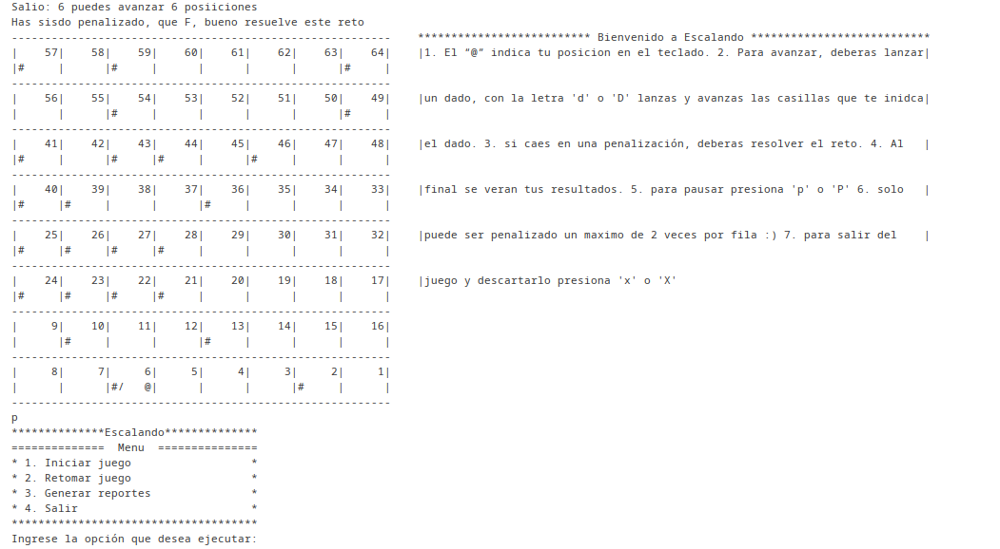 Salio: 6 puedes avanzar 6 posiiciones
Has sisdo penalizado, que F, bueno resuelve este reto
---------------------------------------------------------
|    57|    58|    59|    60|    61|    62|    63|    64|
|#     |      |#     |      |      |      |#     |      |
---------------------------------------------------------
|    56|    55|    54|    53|    52|    51|    50|    49|
|      |      |#     |      |      |      |#     |      |
---------------------------------------------------------
|    41|    42|    43|    44|    45|    46|    47|    48|
|#     |      |#     |#     |      |#     |      |      |
---------------------------------------------------------
|    40|    39|    38|    37|    36|    35|    34|    33|
|#     |#     |      |      |#     |      |      |      |
---------------------------------------------------------
|    25|    26|    27|    28|    29|    30|    31|    32|
|#     |#     |#     |#     |      |      |      |      |
---------------------------------------------------------
|    24|    23|    22|    21|    20|    19|    18|    17|
|#     |#     |#     |#     |      |      |      |      |
---------------------------------------------------------
|     9|    10|    11|    12|    13|    14|    15|    16|
|      |#     |      |      |#     |      |      |      |
---------------------------------------------------------
|     8|     7|     6|     5|     4|     3|     2|     1|
|      |      |#/   @|      |      |      |#     |      |
---------------------------------------------------------
************************** Bienvenido a Escalando ***************************
|1. El “@” indica tu posicion en el teclado. 2. Para avanzar, deberas lanzar|
|un dado, con la letra 'd' o 'D' lanzas y avanzas las casillas que te inidca|
|el dado. 3. si caes en una penalización, deberas resolver el reto. 4. Al   |
|final se veran tus resultados. 5. para pausar presiona 'p' o 'P' 6. solo   |
|puede ser penalizado un maximo de 2 veces por fila :) 7. para salir del    |
|juego y descartarlo presiona 'x' o 'X'
p
**************Escalando**************
==============  Menu  ===============
* 1. Iniciar juego                  *
* 2. Retomar juego                  *
* 3. Generar reportes               *
* 4. Salir                          *
*************************************
Ingrese la opción que desea ejecutar: